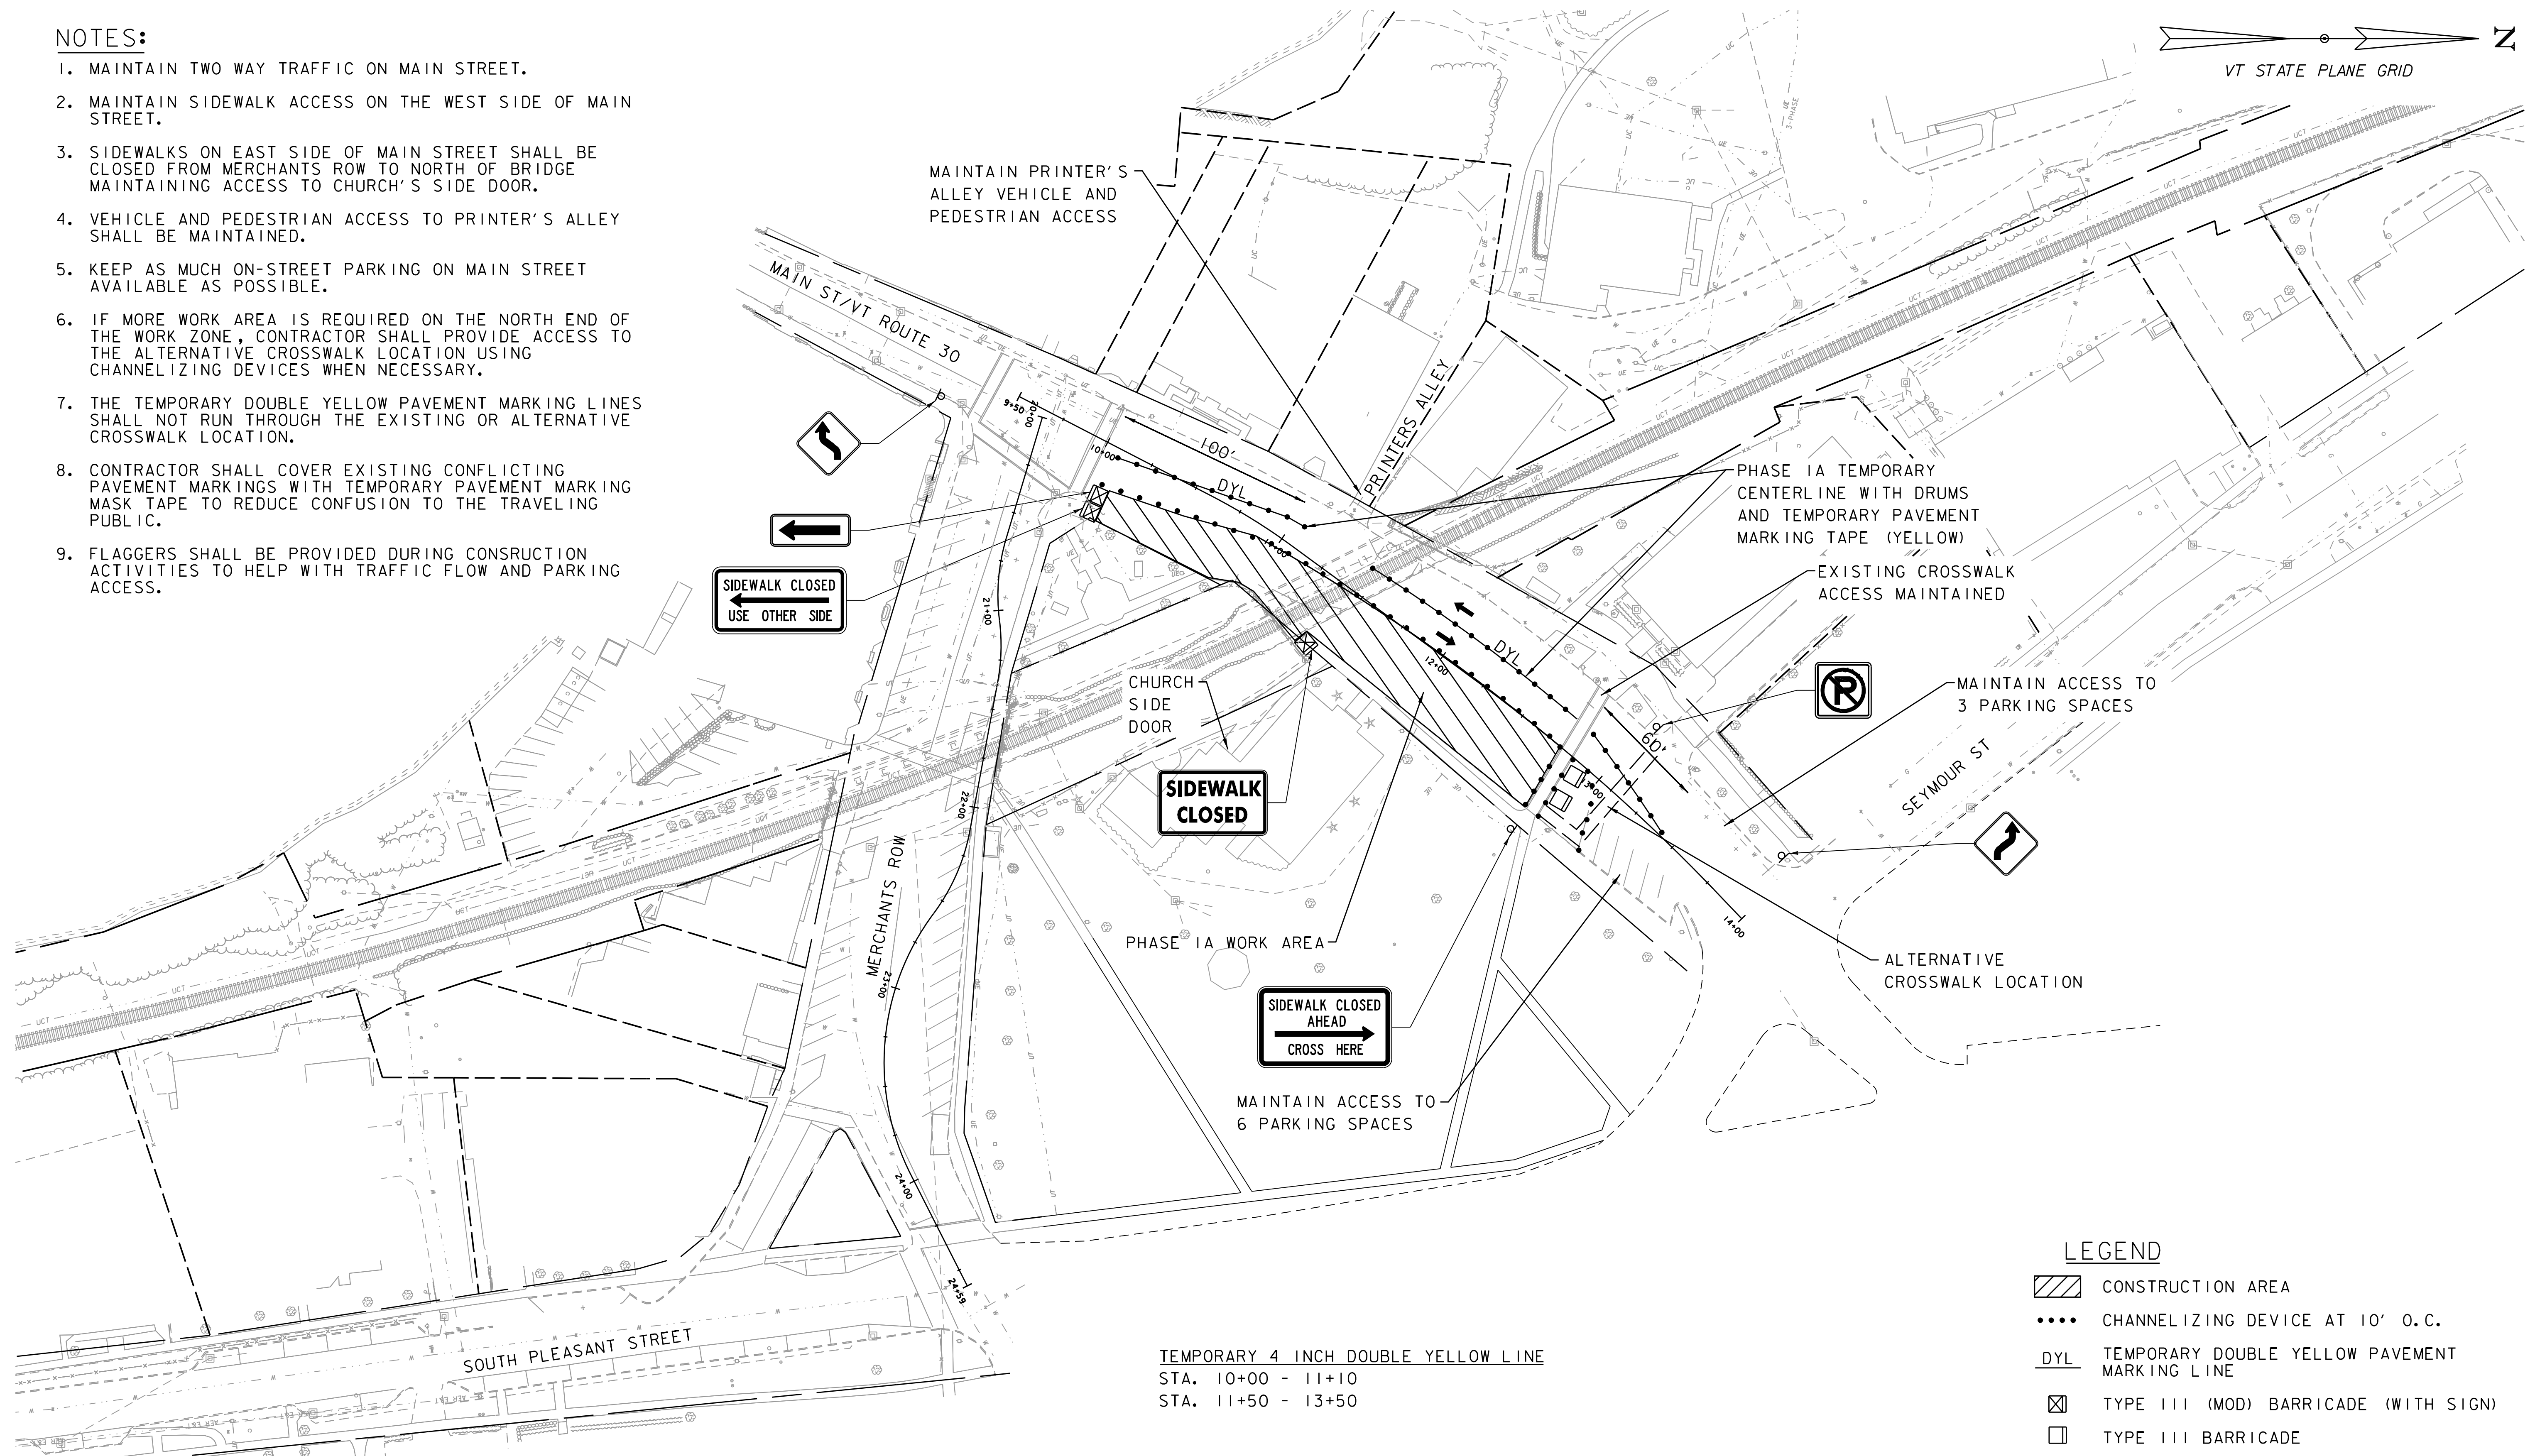 NOTES:
1. MAINTAIN TWO WAY TRAFFIC ON MAIN STREET.
2. MAINTAIN SIDEWALK ACCESS ON THE WEST SIDE OF MAIN
STREET.
3. SIDEWALKS ON EAST SIDE OF MAIN STREET SHALL BE
CLOSED FROM MERCHANTS ROW TO NORTH OF BRIDGE
MAINTAINING ACCESS TO CHURCH'S SIDE DOOR.
4. VEHICLE AND PEDESTRIAN ACCESS TO PRINTER'S ALLEY
SHALL BE MAINTAINED.
5. KEEP AS MUCH ON-STREET PARKING ON MAIN STREET
AVAILABLE AS POSSIBLE.
6. IF MORE WORK AREA IS REQUIRED ON THE NORTH END OF
THE WORK ZONE, CONTRACTOR SHALL PROVIDE ACCESS TO
THE ALTERNATIVE CROSSWALK LOCATION USING
CHANNELIZING DEVICES WHEN NECESSARY.
7. THE TEMPORARY DOUBLE YELLOW PAVEMENT MARKING LINES
SHALL NOT RUN THROUGH THE EXISTING OR ALTERNATIVE
CROSSWALK LOCATION.
8. CONTRACTOR SHALL COVER EXISTING CONFLICTING
PAVEMENT MARKINGS WITH TEMPORARY PAVEMENT MARKING
MASK TAPE TO REDUCE CONFUSION TO THE TRAVELING
PUBLIC.
9. FLAGGERS SHALL BE PROVIDED DURING CONSRUCTION
ACTIVITIES TO HELP WITH TRAFFIC FLOW AND PARKING
ACCESS.
N
VT STATE PLANE GRID
3-PHASE
MAINTAIN PRINTER'S
ALLEY VEHICLE AND
PEDESTRIAN ACCESS
MAIN ST/VT ROUTE 30
PRINTERS ALLEY
9+50
20+00
10+00
100'
DYL
11+00
PHASE 1A TEMPORARY
CENTERLINE WITH DRUMS
AND TEMPORARY PAVEMENT
MARKING TAPE (YELLOW)
EXISTING CROSSWALK
ACCESS MAINTAINED
SIDEWALK CLOSED
USE OTHER SIDE
21+00
DYL
12+00
CHURCH
SIDE
DOOR
P
MAINTAIN ACCESS TO
3 PARKING SPACES
60'
13+00
SEYMOUR ST
SIDEWALK
CLOSED
22+00
MERCHANTS ROW
14+00
PHASE 1A WORK AREA
ALTERNATIVE
CROSSWALK LOCATION
23+00
SIDEWALK CLOSED
AHEAD
CROSS HERE
MAINTAIN ACCESS TO
6 PARKING SPACES
24+00
24+59
SOUTH PLEASANT STREET
TEMPORARY 4 INCH DOUBLE YELLOW LINE
STA. 10+00 - 11+10
STA. 11+50 - 13+50
LEGEND
CONSTRUCTION AREA
CHANNELIZING DEVICE AT 10' O.C.
DYL TEMPORARY DOUBLE YELLOW PAVEMENT
MARKING LINE
TYPE III (MOD) BARRICADE (WITH SIGN)
TYPE III BARRICADE